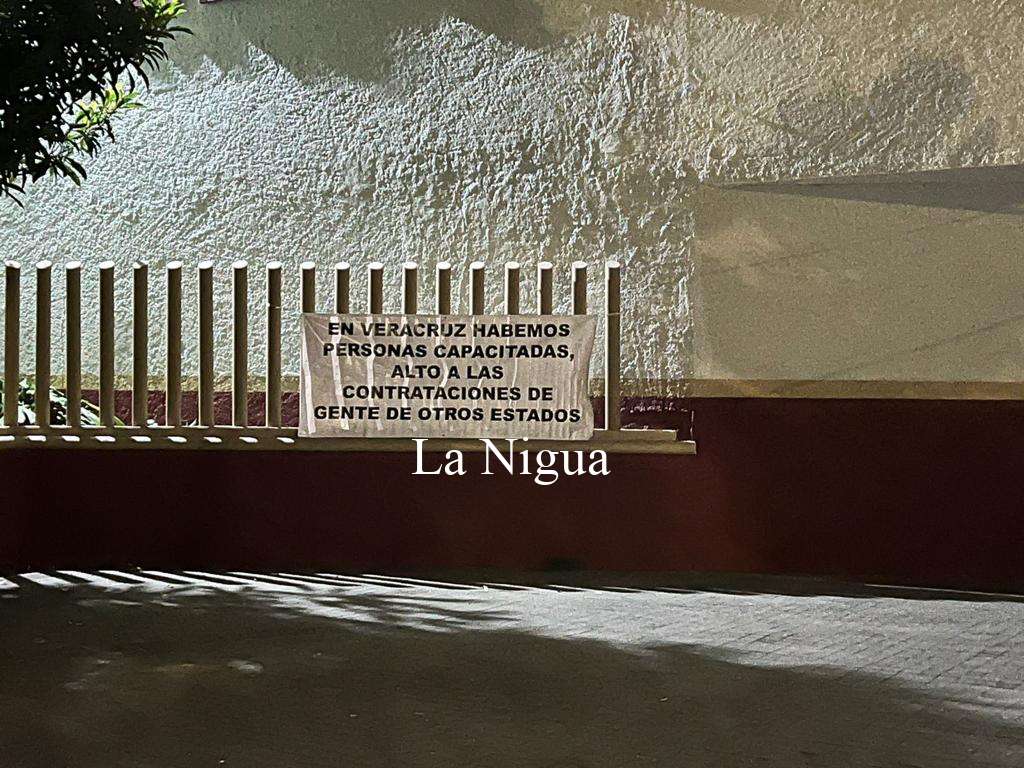 EN VERACRUZ HABEMOS
PERSONAS CAPACITADAS,
ALTO A LAS
CONTRATACIONES DE
GENTE DE OTROS ESTADOS
La Nigua